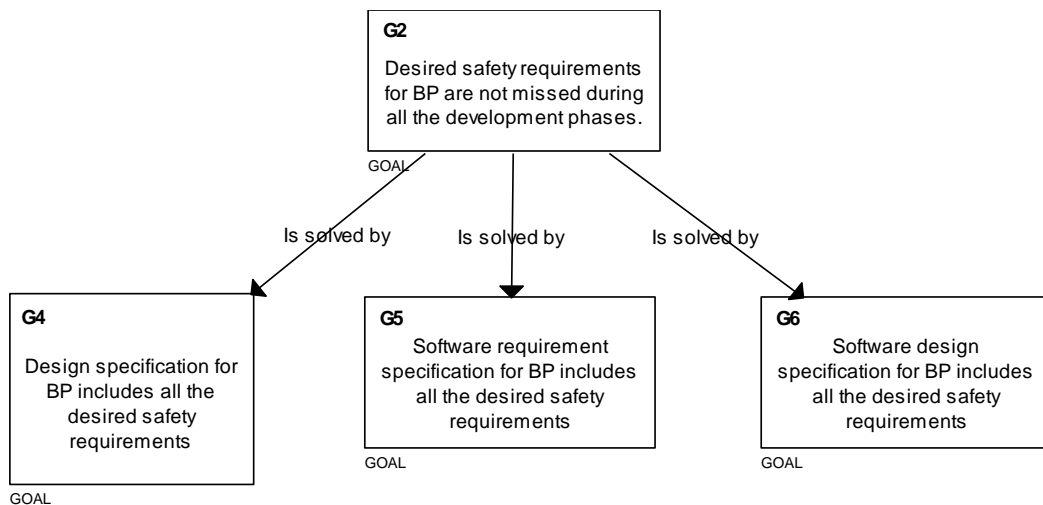 G2
Desired safety requirements
for BP are not missed during
all the development phases.
GOAL
Is solved by
Is solved by
Is solved by
G4
Design specification for
BP includes all the
desired safety
requirements
GOAL
G5
Software requirement
specification for BP includes
all the desired safety
requirements
GOAL
G6
Software design
specification for BP includes
all the desired safety
requirements
GOAL